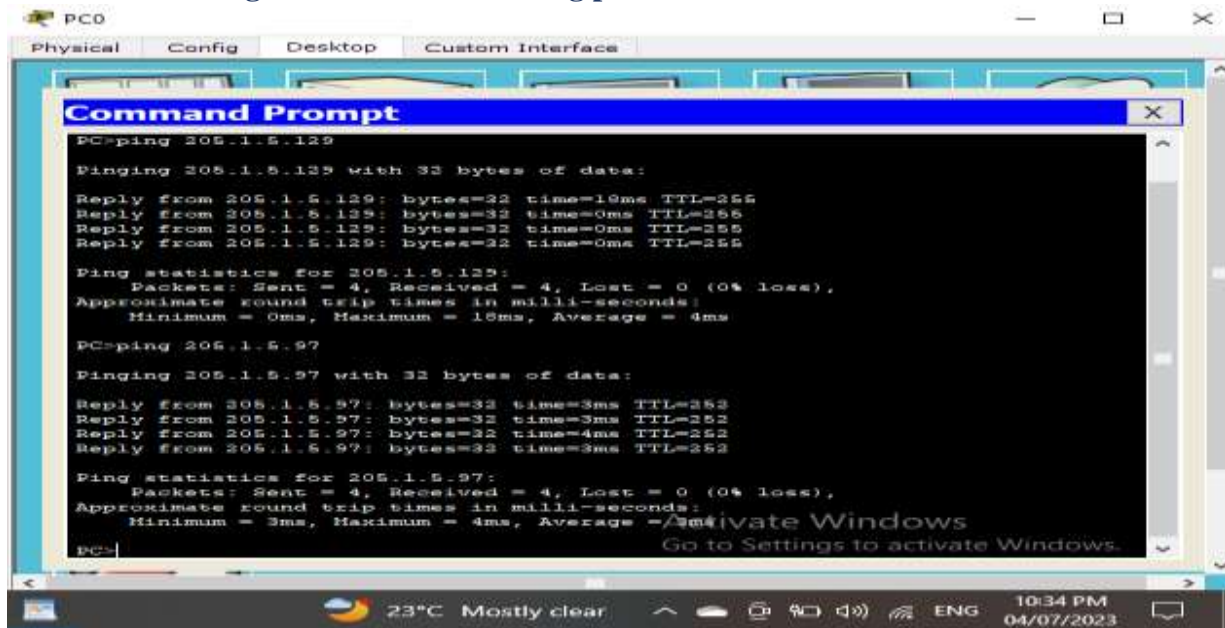 PC0
Physical Config Desktop Custom Interface
Command Prompt
PC>ping 205.1.5.129
Pinging 205.1.5.129 with 32 bytes of data:
Reply from 205.1.5.129: bytes=32 time=18ms TTL=255
Reply from 205.1.5.129: bytes=32 time=0ms TTL=255
Reply from 205.1.5.129: bytes=32 time=0ms TTL=255
Reply from 205.1.5.129: bytes=32 time=0ms TTL=255
Ping statistics for 205.1.5.129:
Packets: Sent = 4, Received = 4, Lost = 0 (0% loss),
Approximate round trip times in milli-seconds:
Minimum = 0ms, Maximum = 18ms, Average = 4ms
PC>ping 205.1.5.97
Pinging 205.1.5.97 with 32 bytes of data:
Reply from 205.1.5.97: bytes=32 time=3ms TTL=252
Reply from 205.1.5.97: bytes=32 time=3ms TTL=252
Reply from 205.1.5.97: bytes=32 time=4ms TTL=252
Reply from 205.1.5.97: bytes=32 time=3ms TTL=252
Ping statistics for 205.1.5.97:
Packets: Sent = 4, Received = 4, Lost = 0 (0% loss),
Approximate round trip times in milli-seconds:
Minimum = 3ms, Maximum = 4ms, Average =
Activate Windows
Go to Settings to activate Windows.
PC>
23°C Mostly clear ENG 10:34 PM
04/07/2023